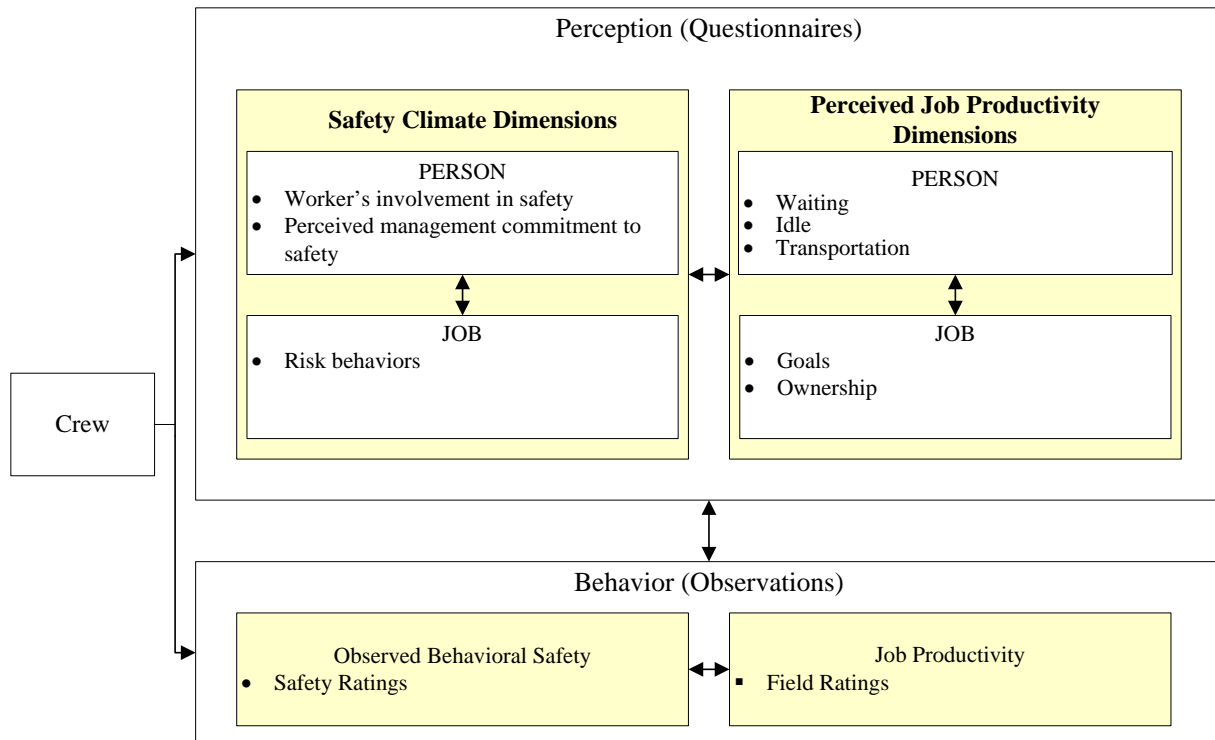 Perception (Questionnaires)
Safety Climate Dimensions
PERSON
• Worker’s involvement in safety
• Perceived management commitment to
safety
JOB
• Risk behaviors
Perceived Job Productivity
Dimensions
PERSON
• Waiting
• Idle
• Transportation
JOB
• Goals
• Ownership
Crew
Behavior (Observations)
Observed Behavioral Safety
• Safety Ratings
Job Productivity
▪ Field Ratings